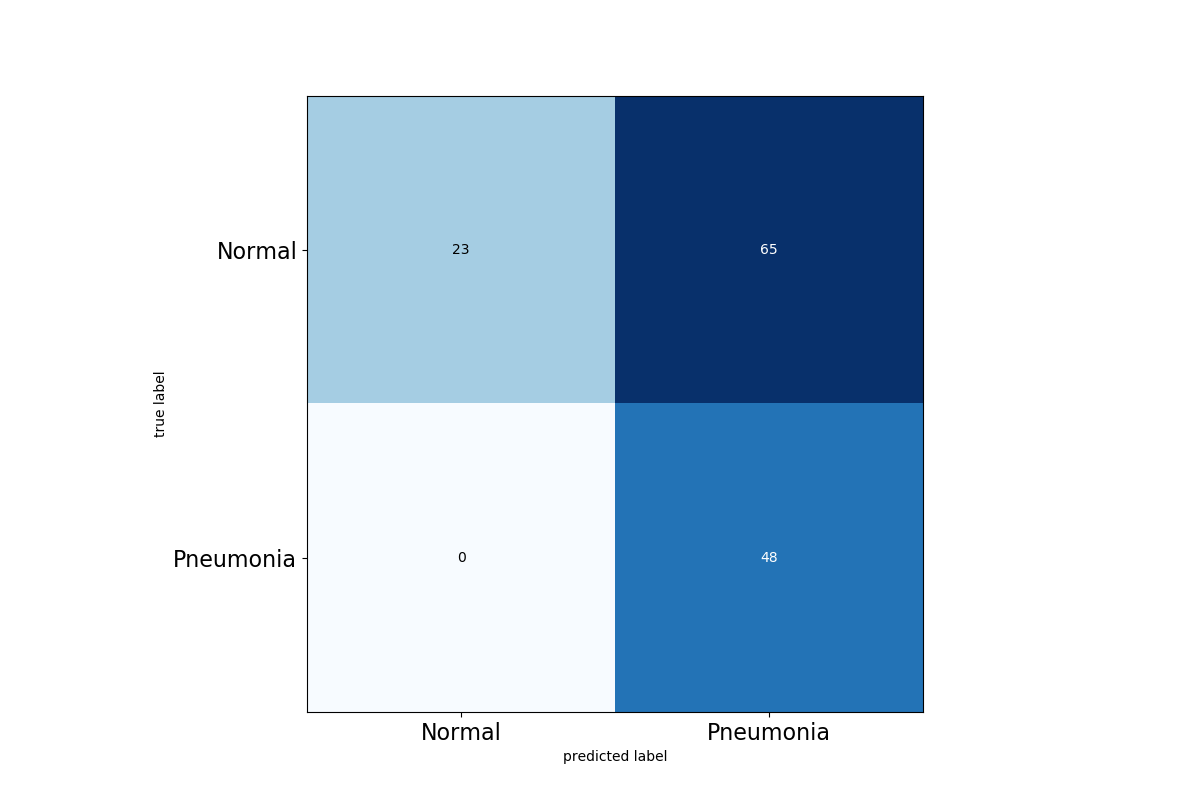 Normal
23
65
true label
Pneumonia
0
48
Normal
Pneumonia
predicted label